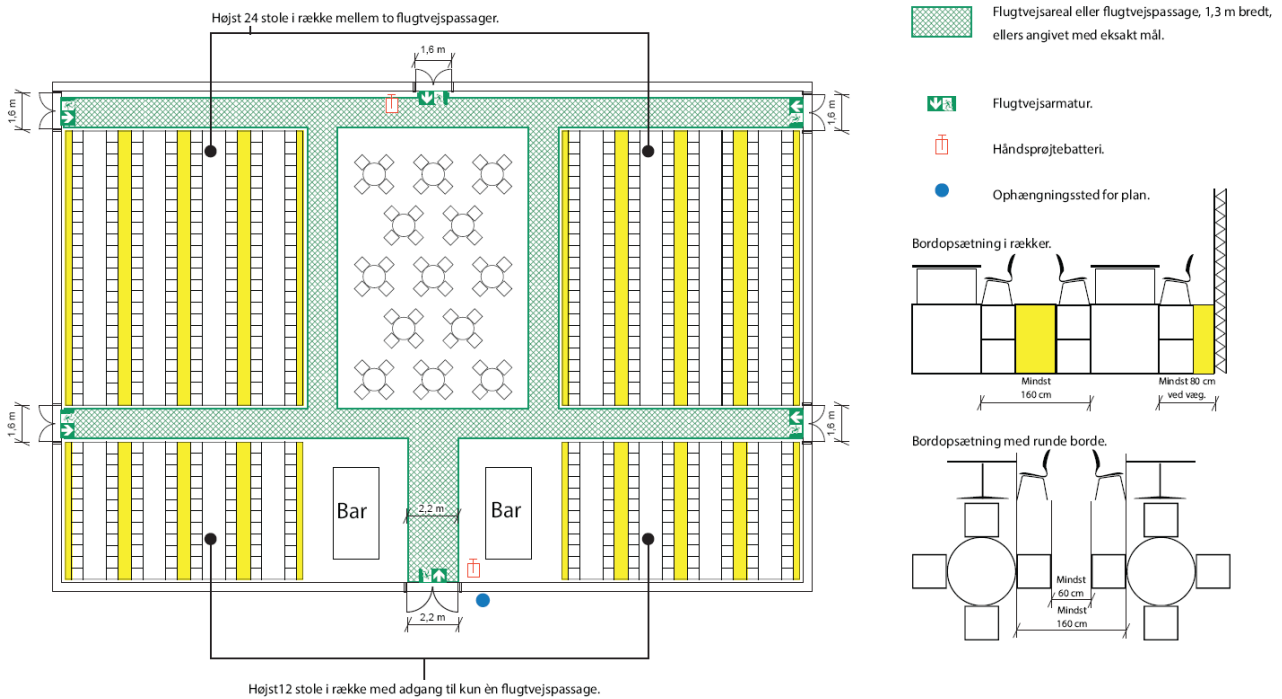 Højst 24 stole i række mellem to flugtvejspassager.
1,6 m
1,6 m
1,6 m
1,6 m
1,6 m
Bar
2,2 m
Bar
2,2 m
Højst12 stole i række med adgang til kun èn flugtvejspassage.
Flugtvejsareal eller flugtvejspassage, 1,3 m bredt,
ellers angivet med eksakt mål.
Flugtvejsarmatur.
Håndsprøjtebatteri.
Ophængningssted for plan.
Bordopsætning i rækker.
Mindst
160 cm
Mindst 80 cm
ved væg.
Bordopsætning med runde borde.
Mindst
60 cm
Mindst
160 cm